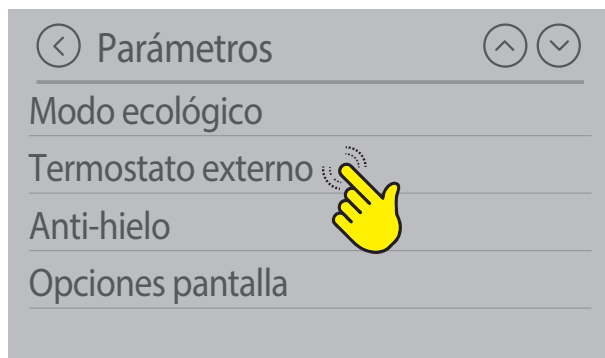 Parámetros
Modo ecológico
Termostato externo
Anti-hielo
Opciones pantalla